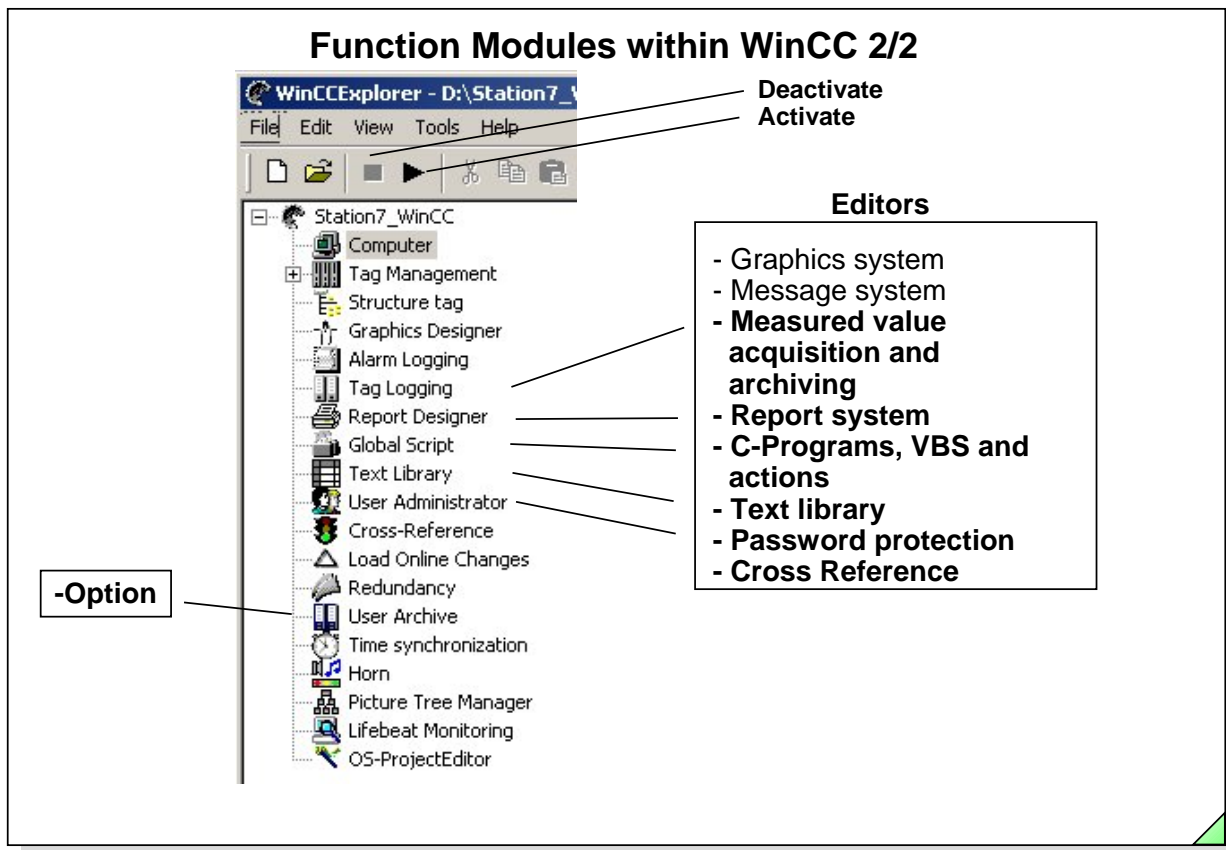 Function Modules within WinCC 2/2
WinCCExplorer - D:\Station7_
Deactivate
File Edit View Tools Help
Activate
Station7_WinCC
Computer
Tag Management
Structure tag
Graphics Designer
Alarm Logging
Tag Logging
Report Designer
Global Script
Text Library
User Administrator
Cross-Reference
Load Online Changes
Redundancy
User Archive
Time synchronization
Horn
Picture Tree Manager
Lifebeat Monitoring
OS-ProjectEditor
Editors
- Graphics system
- Message system
- Measured value
acquisition and
archiving
- Report system
- C-Programs, VBS and
actions
- Text library
- Password protection
- Cross Reference
-Option